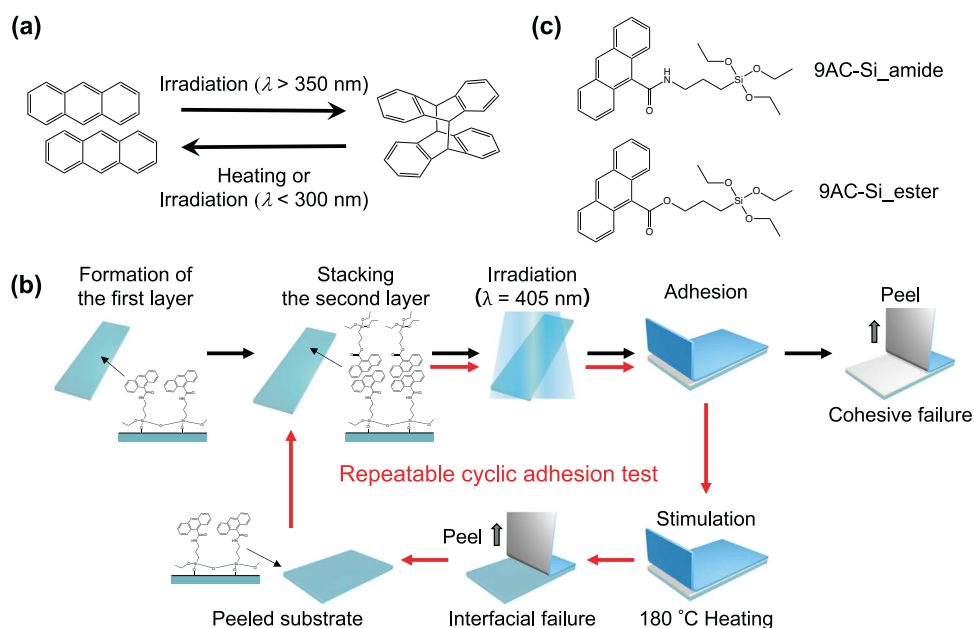 (a)
Irradiation (λ > 350 nm)
Heating or
Irradiation (λ < 300 nm)
(c)
9AC-Si_amide
9AC-Si_ester
(b)
Formation of
the first layer
Stacking
the second layer
Irradiation
(λ = 405 nm)
Adhesion
Peel
Cohesive failure
Repeatable cyclic adhesion test
Stimulation
180 °C Heating
Peel
Interfacial failure
Peeled substrate